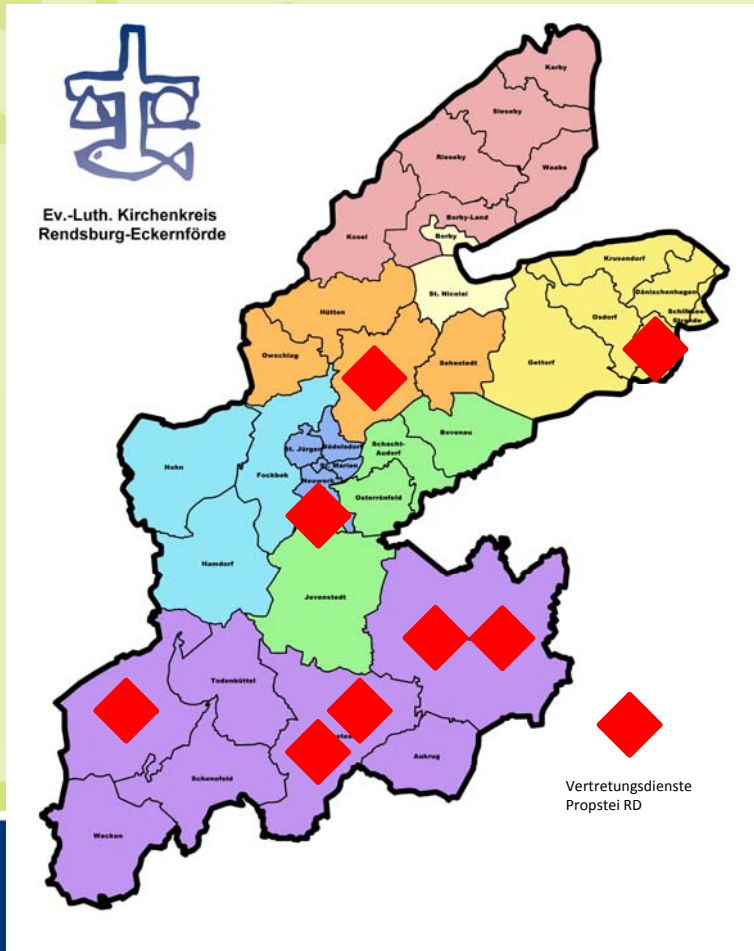 Ev.-Luth. Kirchenkreis
Rendsburg-Eckernförde
Karby
Sieseby
Rieseby
Waabs
Borby-Land
Borby
Kosel
St. Nicolai
Krusendorf
Dänischenhagen
Schilksee-
Strande
Osdorf
Gettorf
Hütten
Owschlag
Sehestedt
Bovenau
Schacht-
Audorf
St. Jürgen
Büdelsdorf
St. Marien
Neuwerk
Hohn
Fockbek
Osterrönfeld
Hamdorf
Jevenstedt
Todenbüttel
Aukrug
Schenefeld
Wacken
Vertretungsdienste
Propstei RD